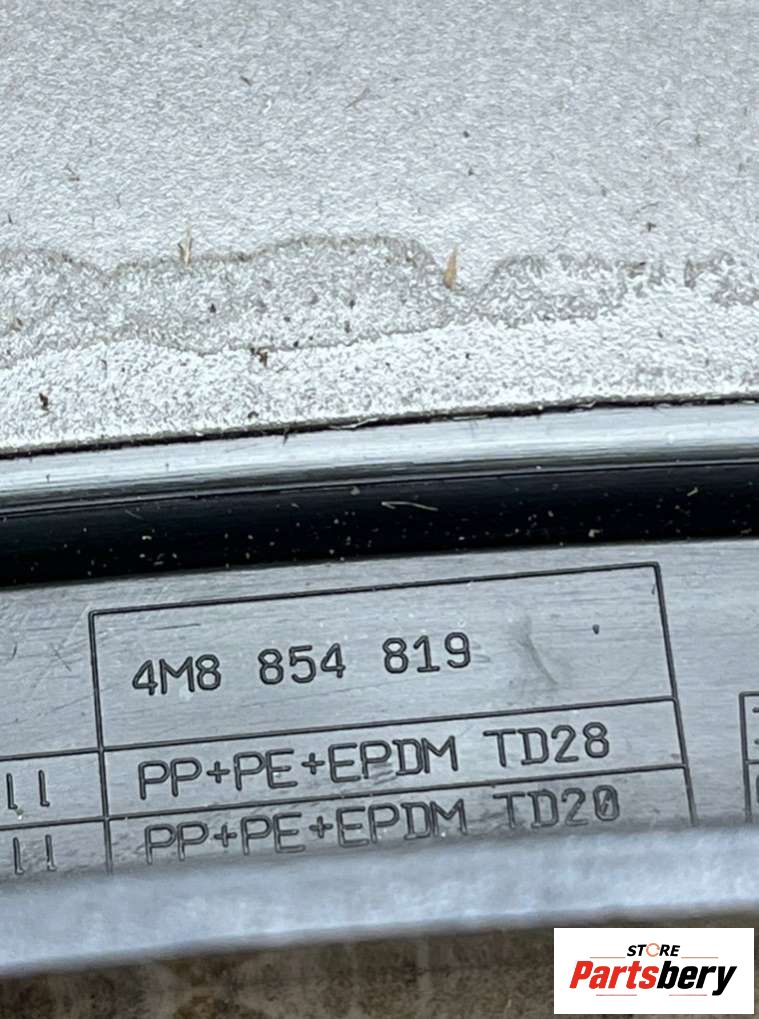 4M8 854 819
PP+PE+EPDM TD28
PP+PE+EPDM TD20
STORE
Partsbery